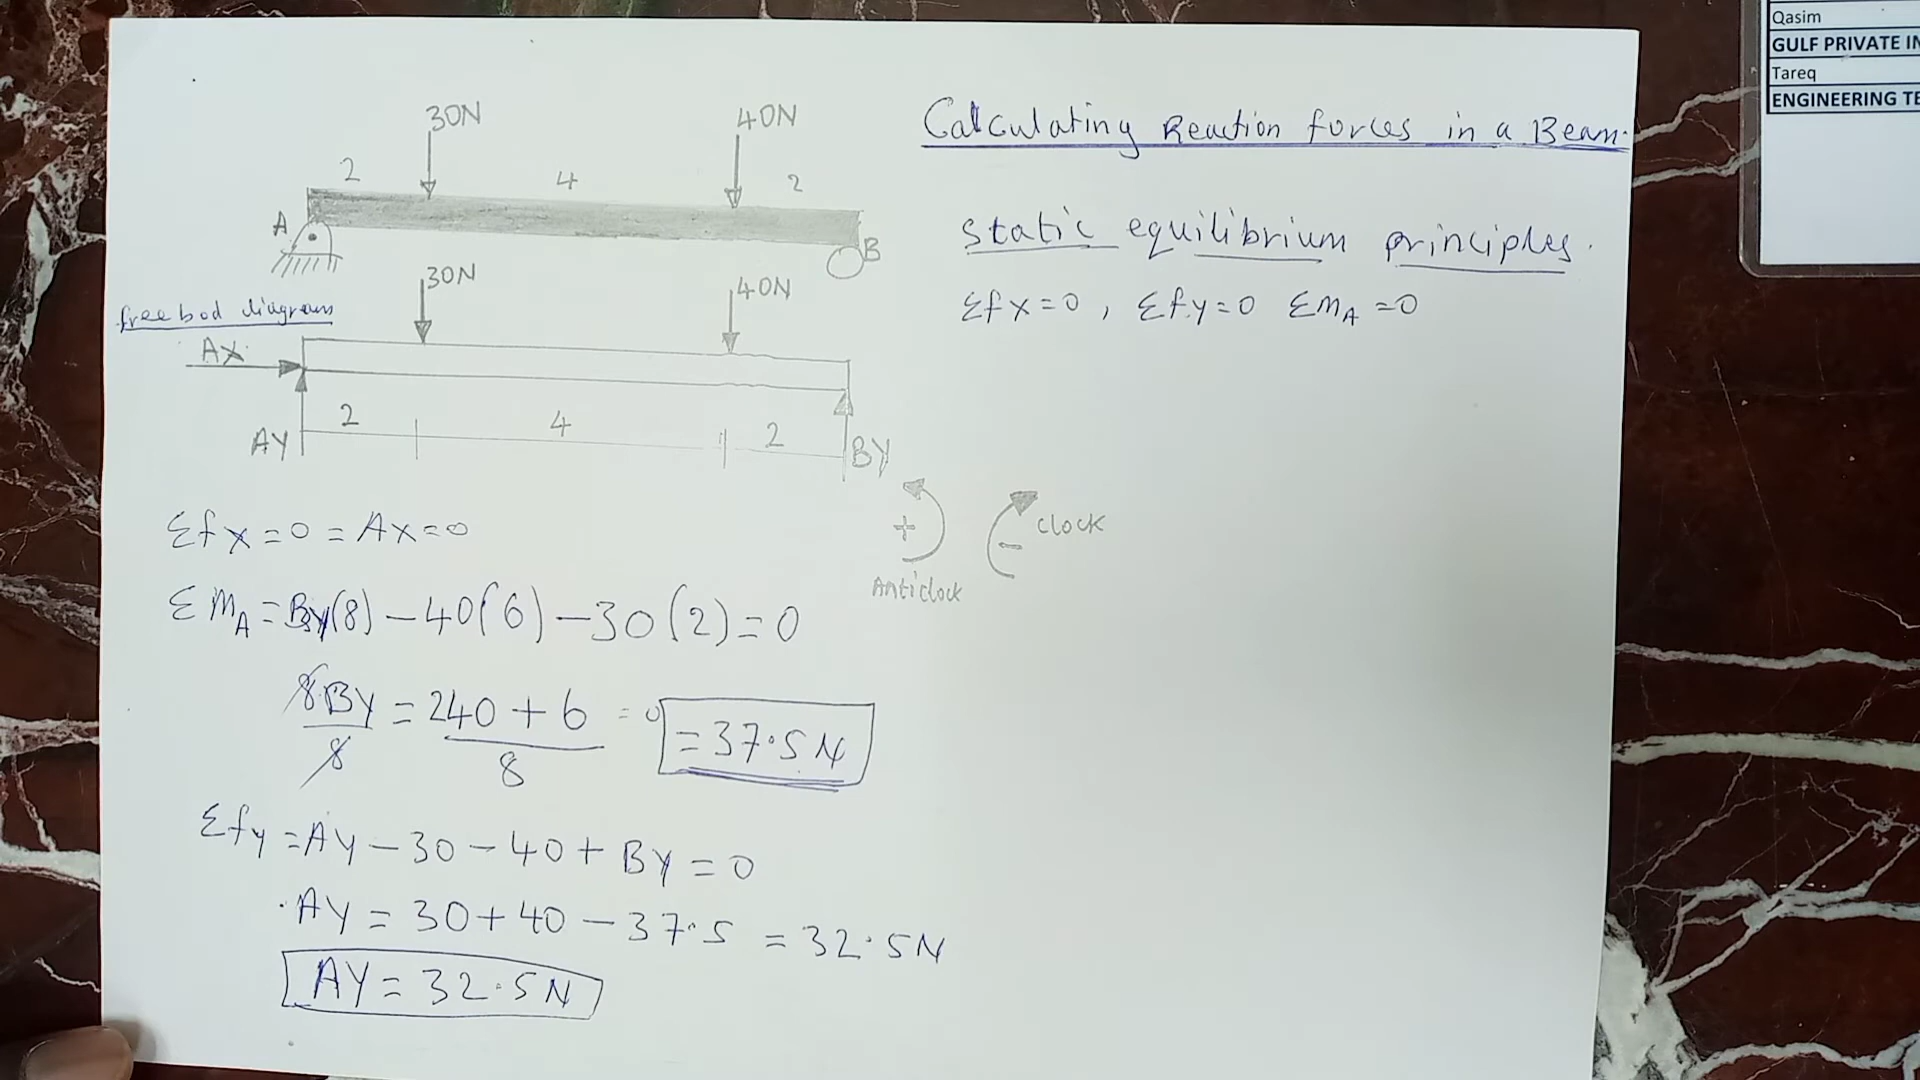 Calculating Reaction forces in a Beam.
30N 40N
2 4 2
A B
static equilibrium principles.
Σfx=0, Σfy=0 ΣMA=0
30N 40N
free bod diagram
AX
2 4 2
AY BY
+ - clock
Anticlock
Σfx=0=Ax=0
ΣMA=By(8)-40(6)-30(2)=0
8BY/8=240+6/8 =0 =37.5N
Σfy=AY-30-40+BY=0
AY=30+40-37.5=32.5N
AY=32.5N
Qasim
GULF PRIVATE IN
Tareq
ENGINEERING TE